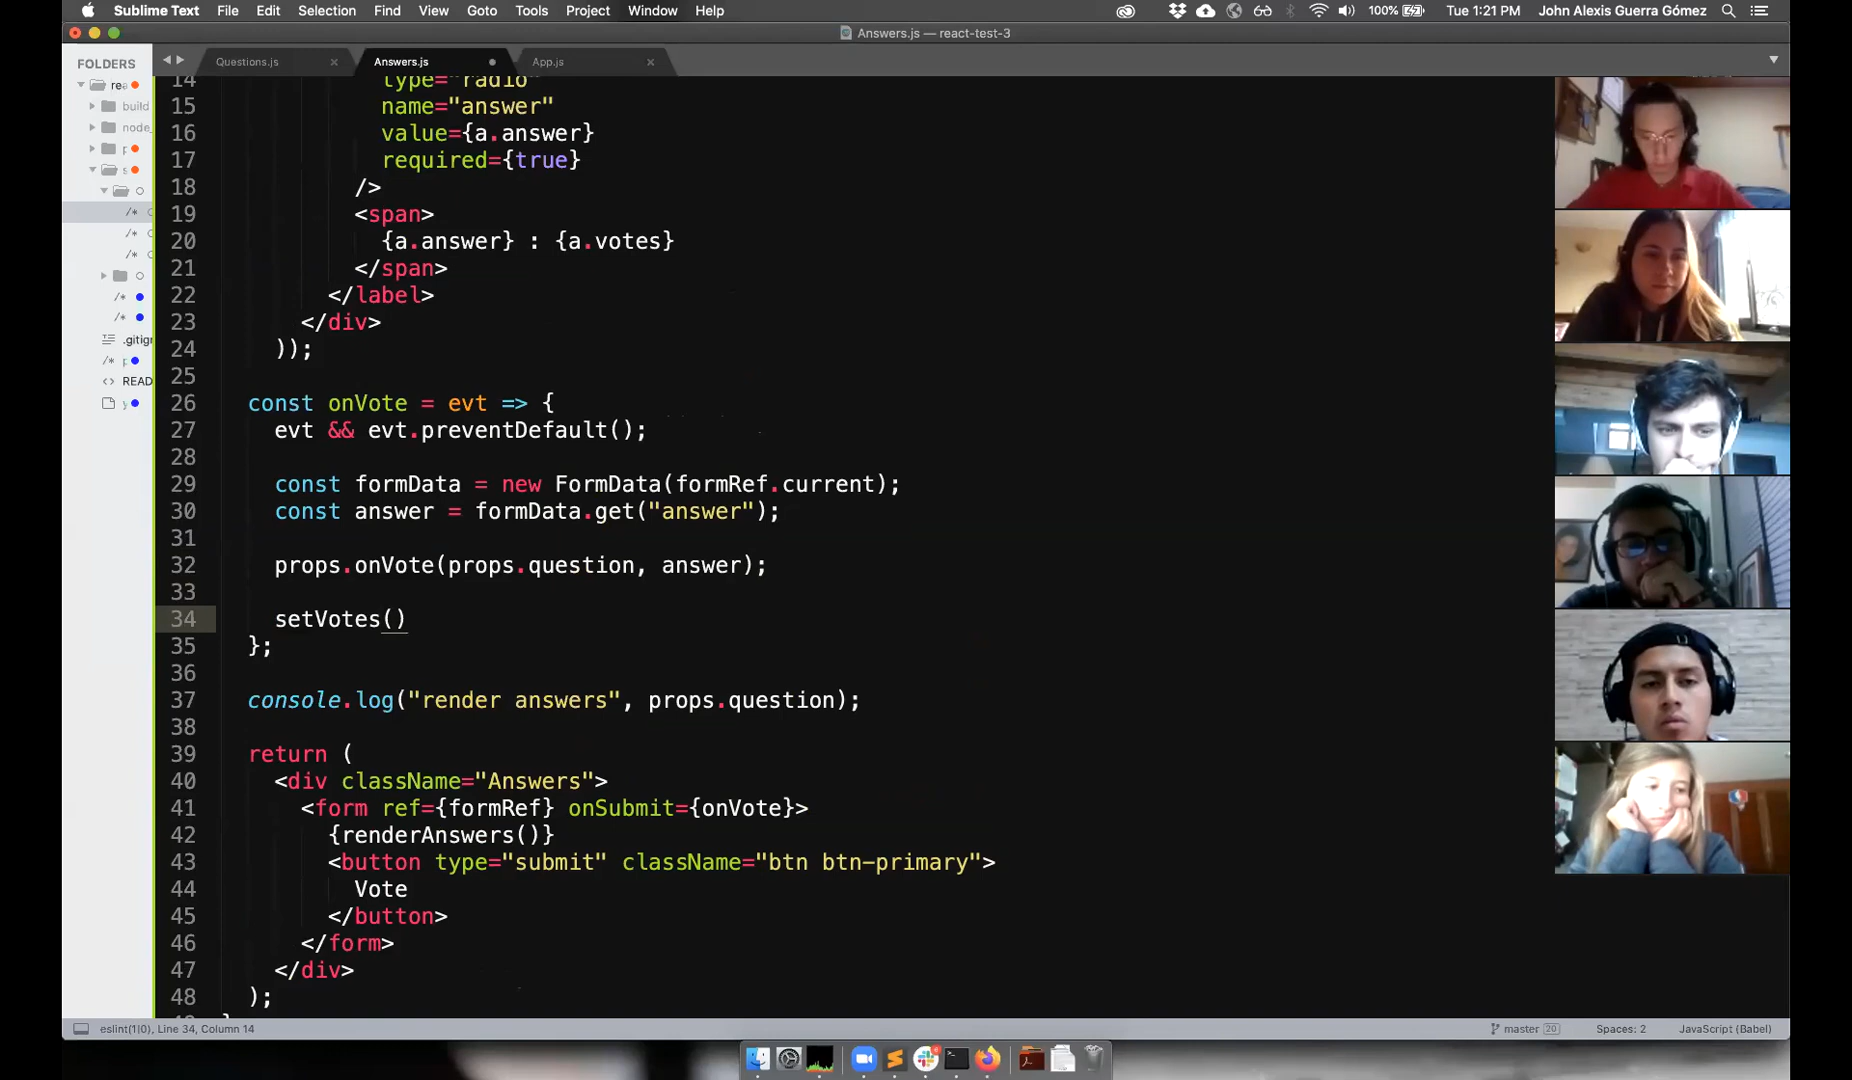 Sublime Text File Edit Selection Find View Goto Tools Project Window Help 100% Tue 1:21 PM John Alexis Guerra Gómez
Answers.js — react-test-3
FOLDERS
rea
build
node_
p
s
/*
/*
/*
/*
/*
.gitign
p
<> READ
y
Questions.js Answers.js App.js
14 type="radio"
15 name="answer"
16 value={a.answer}
17 required={true}
18 />
19 <span>
20 {a.answer} : {a.votes}
21 </span>
22 </label>
23 </div>
24 ));
25
26 const onVote = evt => {
27 evt && evt.preventDefault();
28
29 const formData = new FormData(formRef.current);
30 const answer = formData.get("answer");
31
32 props.onVote(props.question, answer);
33
34 setVotes()
35 };
36
37 console.log("render answers", props.question);
38
39 return (
40 <div className="Answers">
41 <form ref={formRef} onSubmit={onVote}>
42 {renderAnswers()}
43 <button type="submit" className="btn btn-primary">
44 Vote
45 </button>
46 </form>
47 </div>
48 );
eslint(1|0), Line 34, Column 14 master 20 Spaces: 2 JavaScript (Babel)